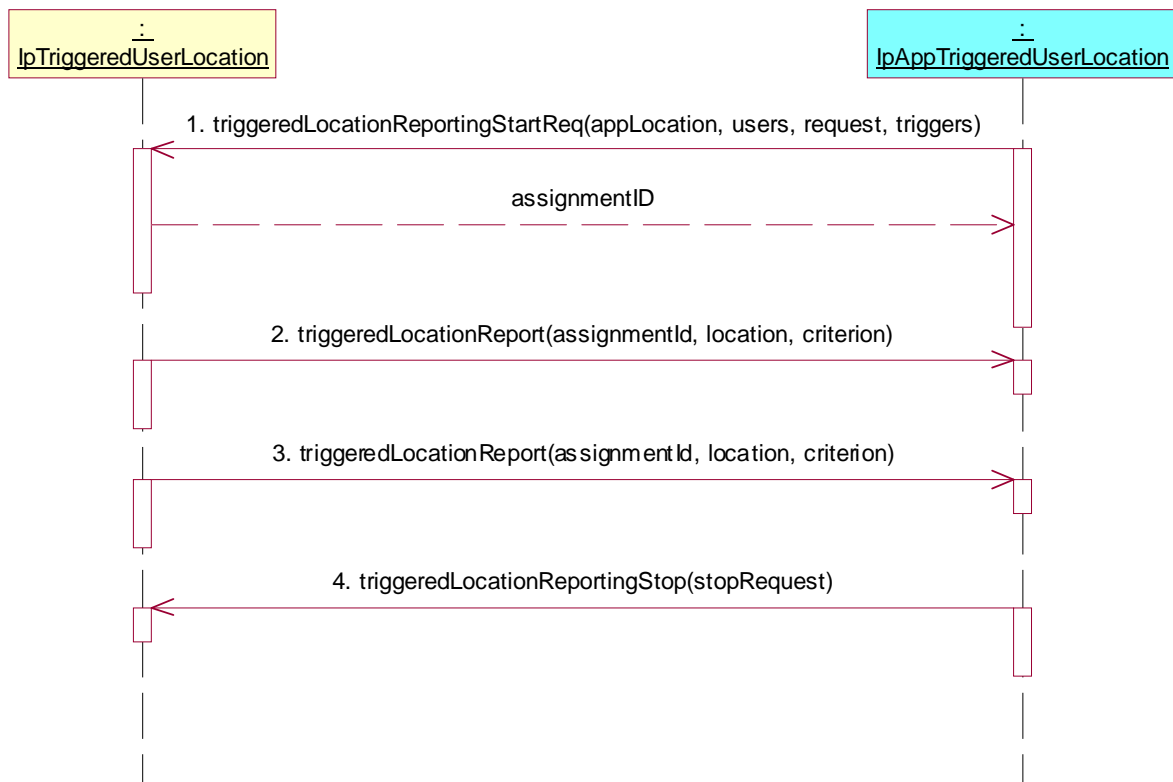 :
IpTriggeredUserLocation
:
IpAppTriggeredUserLocation
1. triggeredLocationReportingStartReq(appLocation, users, request, triggers)
assignmentID
2. triggeredLocationReport(assignmentId, location, criterion)
3. triggeredLocationReport(assignmentId, location, criterion)
4. triggeredLocationReportingStop(stopRequest)